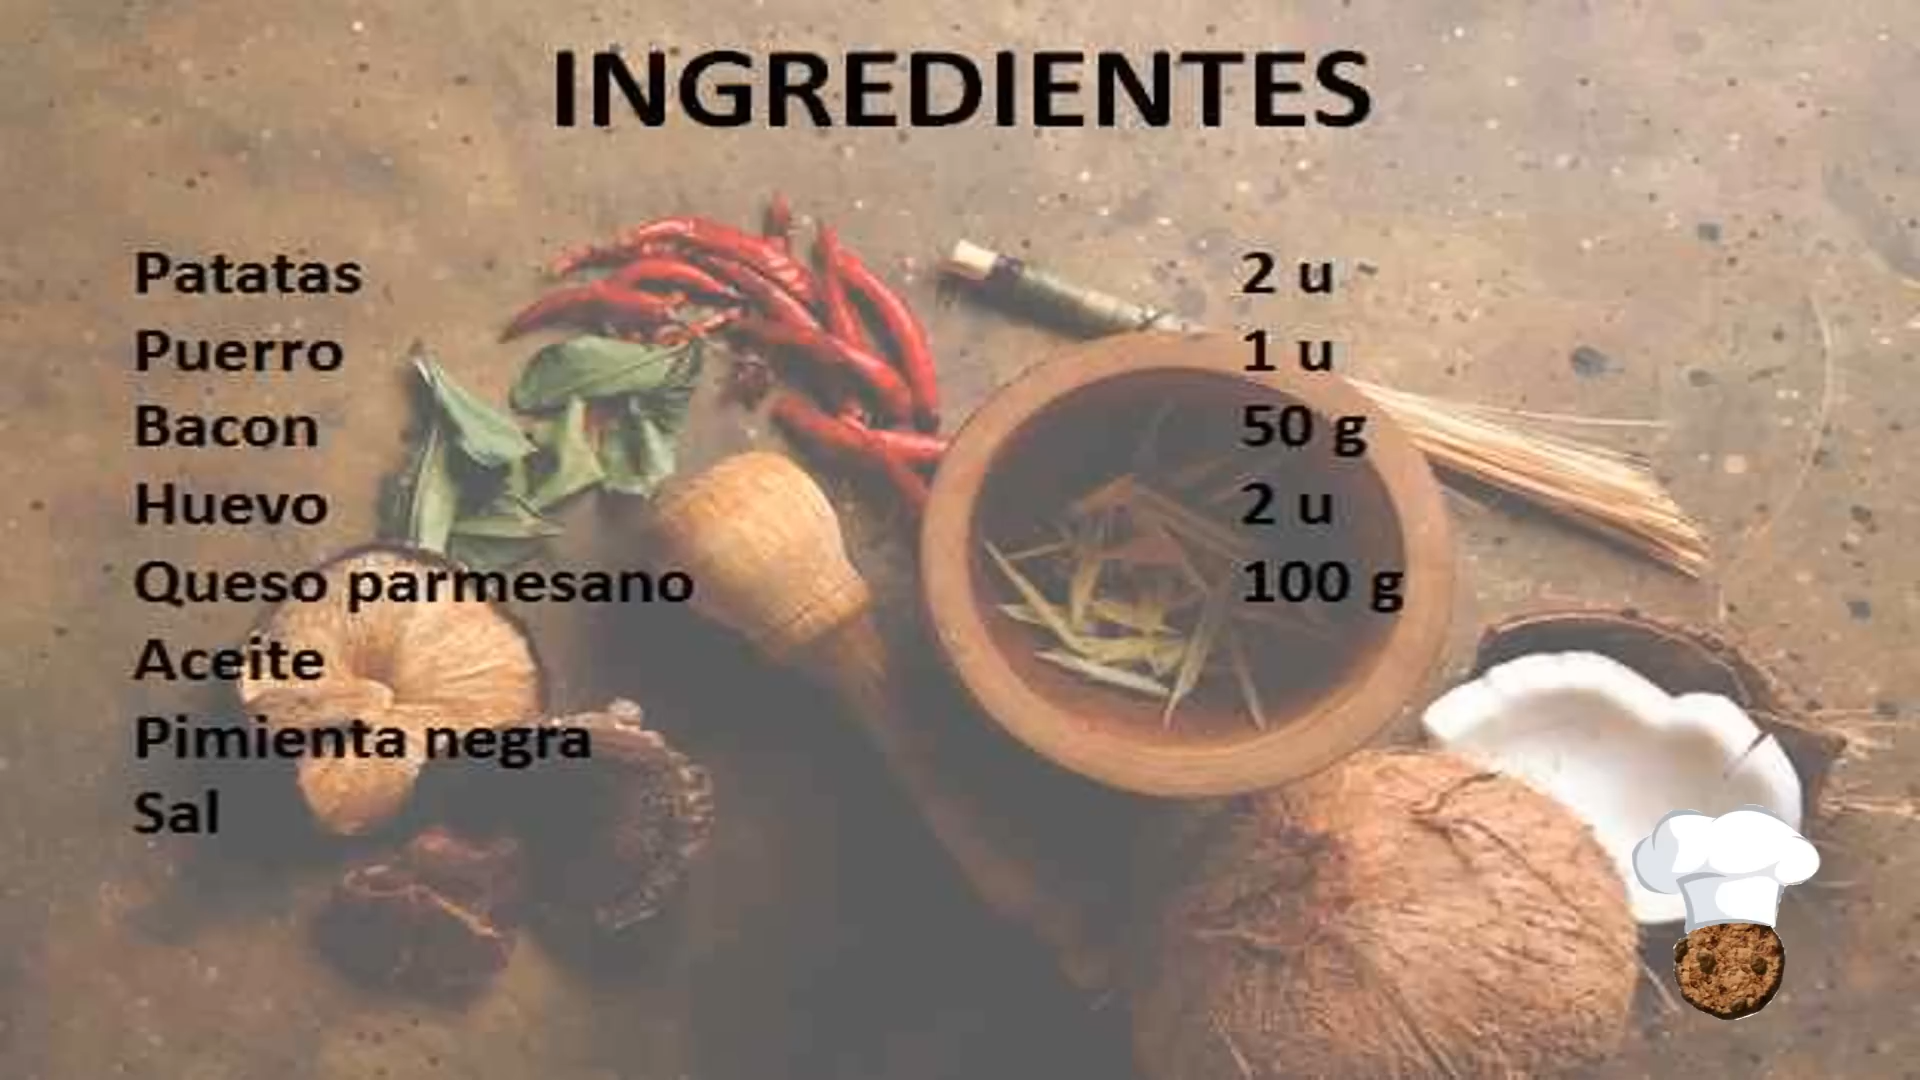 INGREDIENTES
Patatas 2 u
Puerro 1 u
Bacon 50 g
Huevo 2 u
Queso parmesano 100 g
Aceite
Pimienta negra
Sal